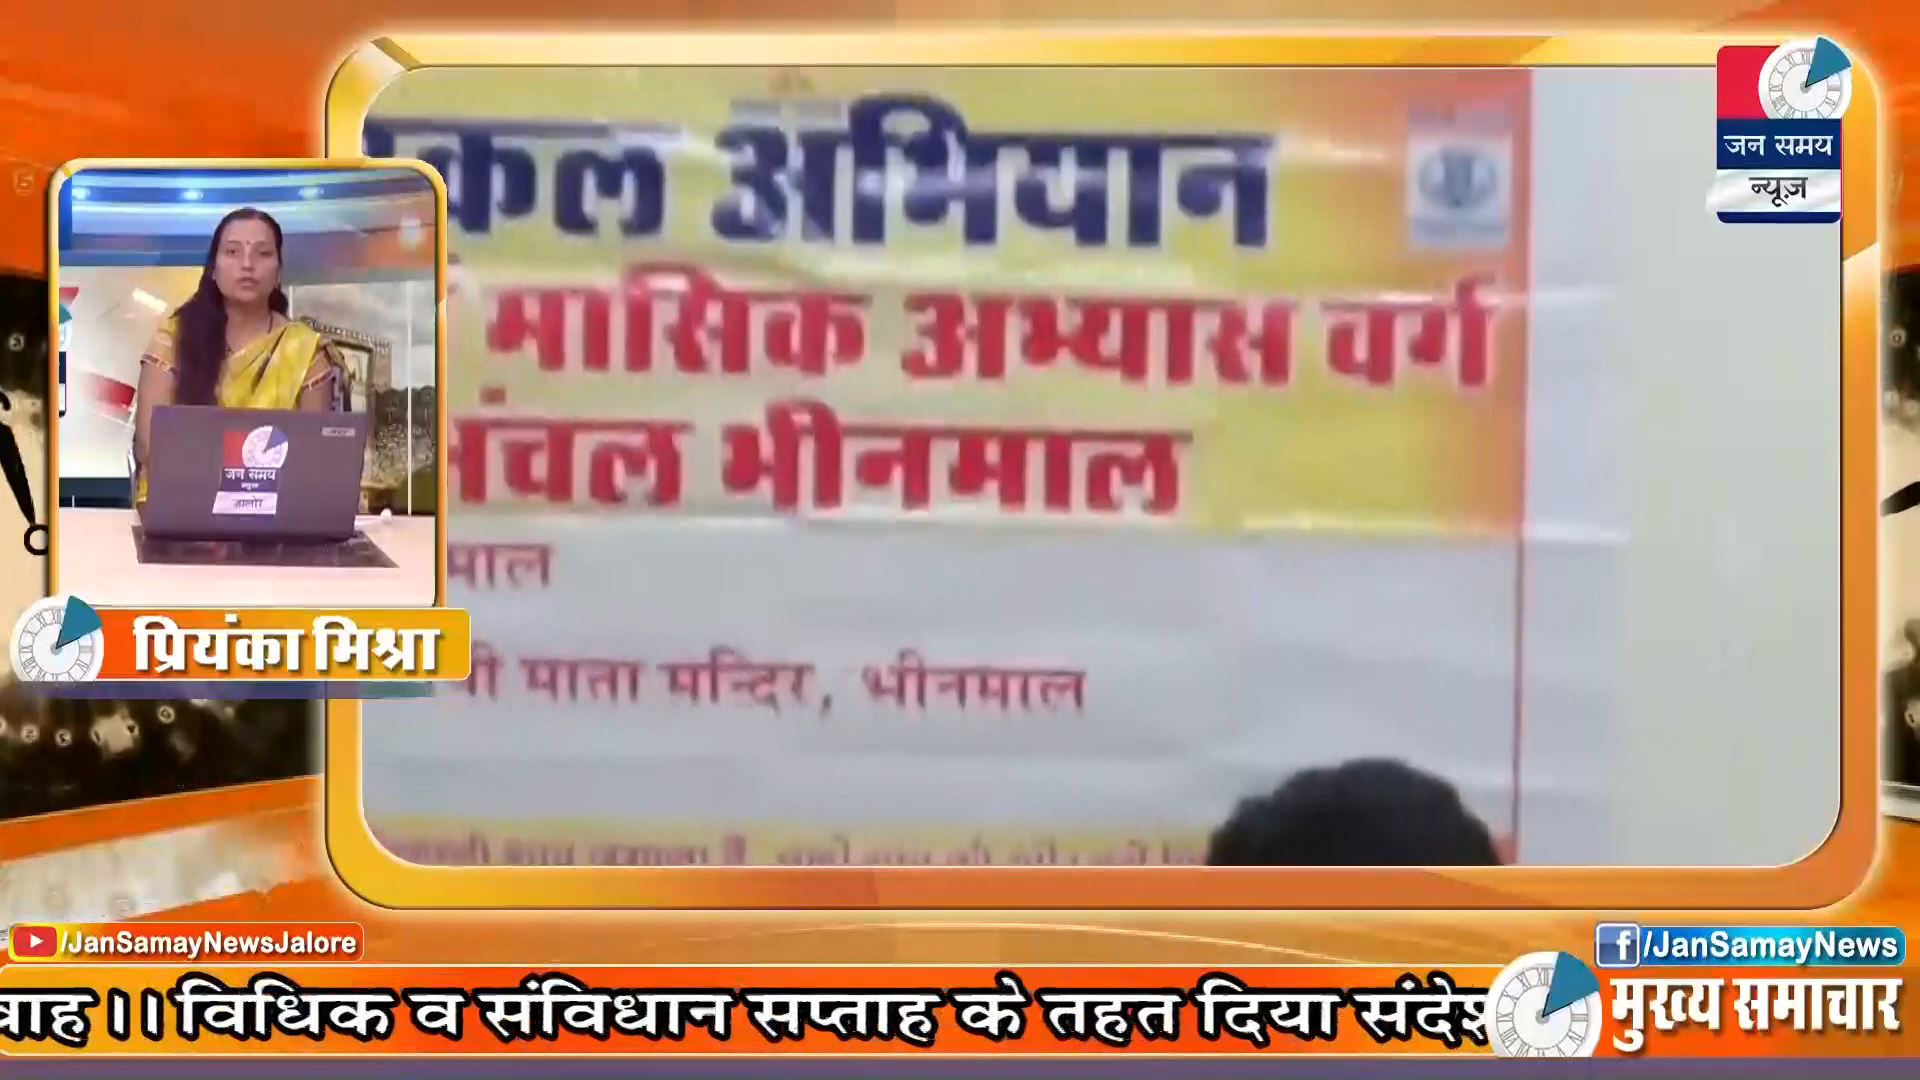 कल अभियान
मासिक अभ्यास वर्ग
चल भीनमाल
माल
माता मन्दिर, भीनमाल
जन समय
न्यूज़
जन समय
जालोर
प्रियंका मिश्रा
/JanSamayNewsJalore
/JanSamayNews
वाह ।। विधिक व संविधान सप्ताह के तहत दिया संदेश
मुख्य समाचार